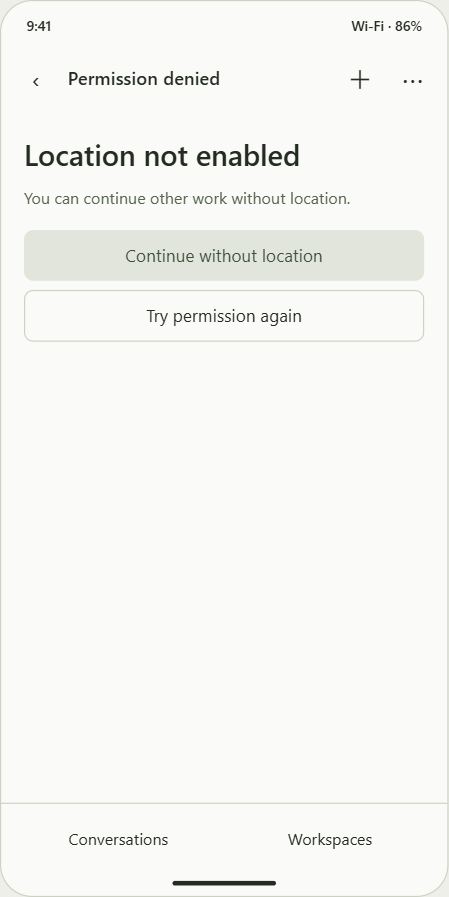 9:41 Wi-Fi · 86%
‹ Permission denied + ...
Location not enabled
You can continue other work without location.
Continue without location
Try permission again
Conversations Workspaces